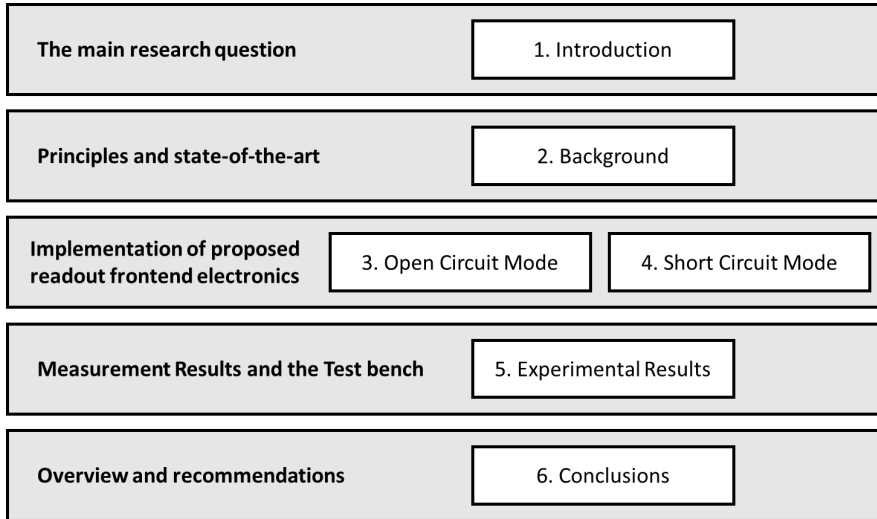 The main research question
1. Introduction
Principles and state-of-the-art
2. Background
Implementation of proposed
readout frontend electronics
3. Open Circuit Mode
4. Short Circuit Mode
Measurement Results and the Test bench
5. Experimental Results
Overview and recommendations
6. Conclusions